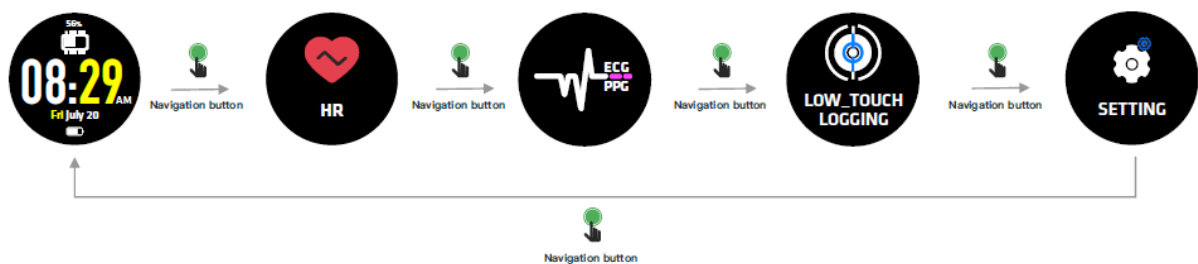 56%
08:29 AM
Fri July 20
Navigation button
HR
Navigation button
ECG
PPG
Navigation button
LOW_TOUCH
LOGGING
Navigation button
SETTING
Navigation button